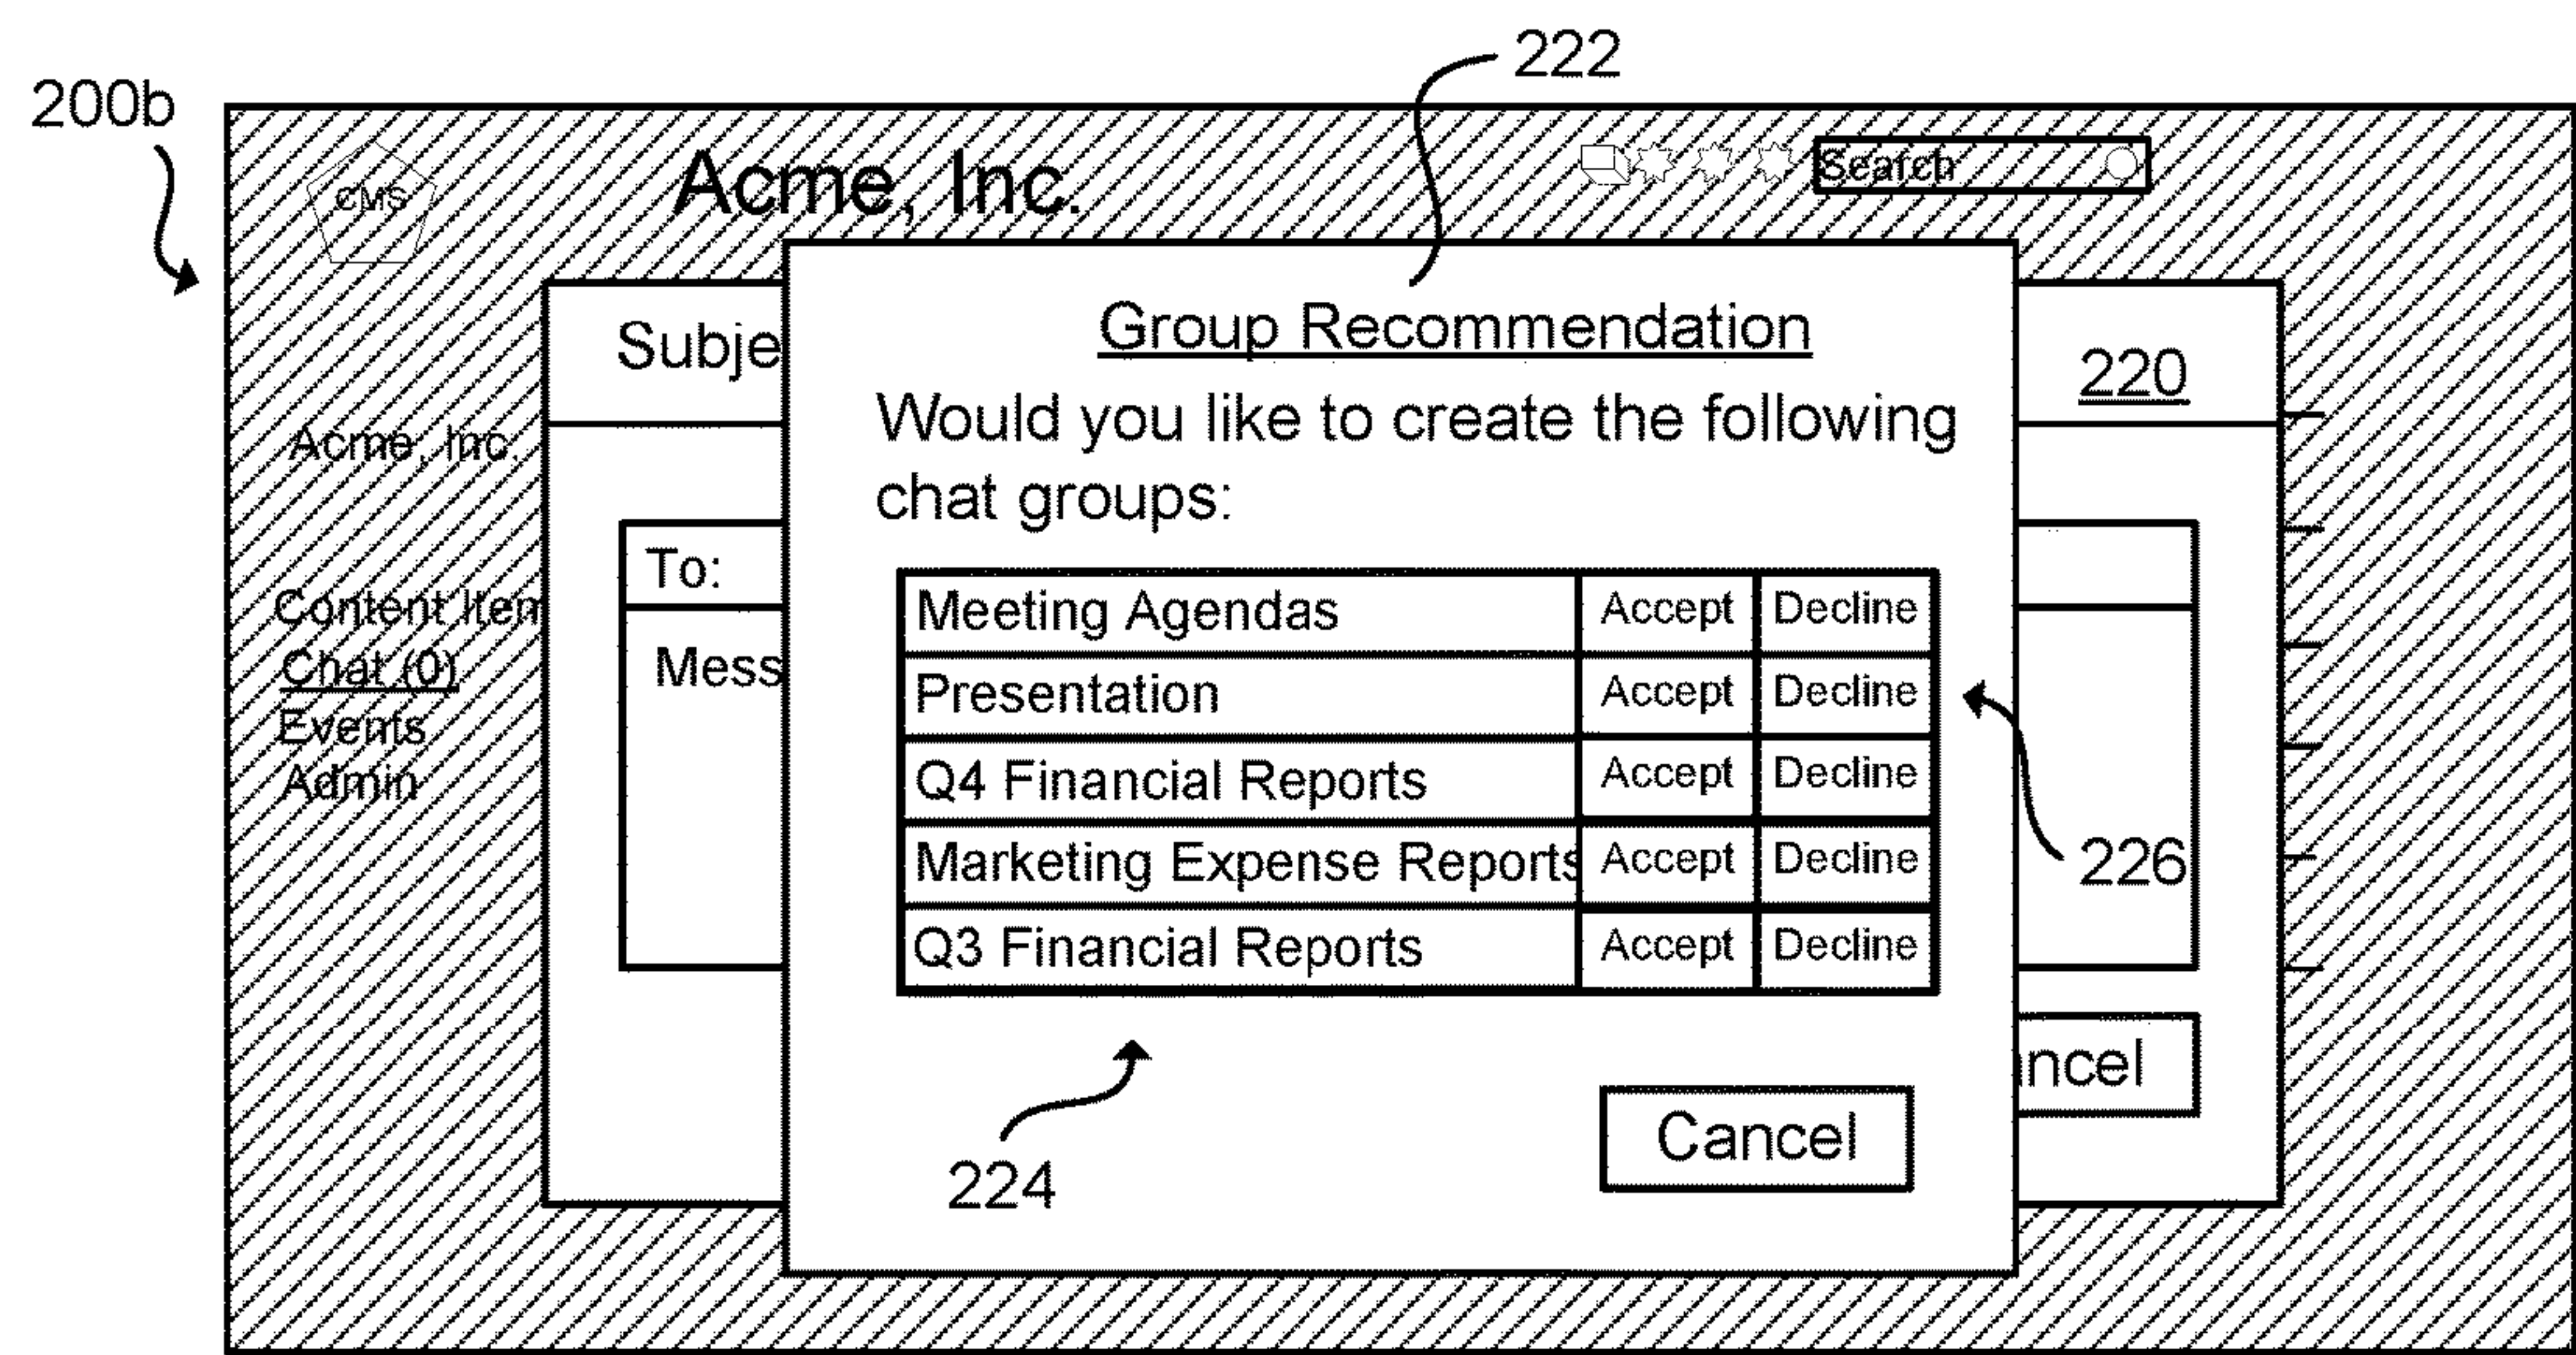 222
200b
CMS
Acme, Inc.
Search
Group Recommendation
Subje
220
Would you like to create the following
chat groups:
Acme, Inc.
To:
Mess
Content Item
Chat (0)
Events
Admin
Meeting Agendas Accept Decline
Presentation Accept Decline
Q4 Financial Reports Accept Decline
Marketing Expense Reports Accept Decline
Q3 Financial Reports Accept Decline
226
ncel
Cancel
224